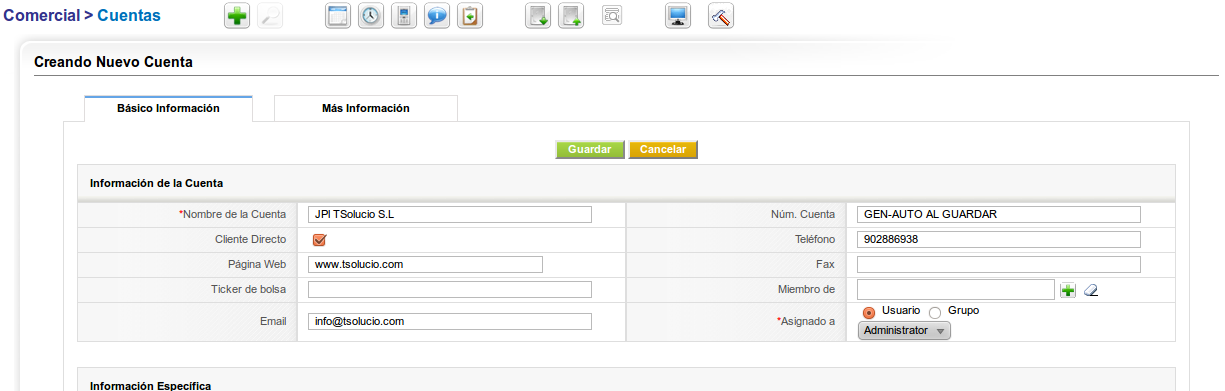 Comercial > Cuentas
Creando Nuevo Cuenta
Básico Información Más Información
Guardar Cancelar
Información de la Cuenta
*Nombre de la Cuenta JPI TSolucio S.L Núm. Cuenta GEN-AUTO AL GUARDAR
Cliente Directo Teléfono 902886938
Página Web www.tsolucio.com Fax
Ticker de bolsa Miembro de
Email info@tsolucio.com *Asignado a Usuario Grupo
Administrator
Información Específica